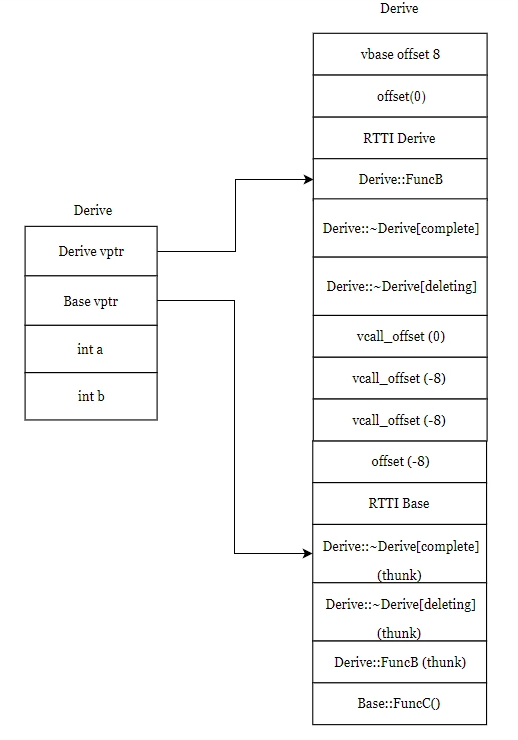 Derive
vbase offset 8
offset(0)
RTTI Derive
Derive::FuncB
Derive::~Derive[complete]
Derive::~Derive[deleting]
vcall_offset (0)
vcall_offset (-8)
vcall_offset (-8)
offset (-8)
RTTI Base
Derive::~Derive[complete]
(thunk)
Derive::~Derive[deleting]
(thunk)
Derive::FuncB (thunk)
Base::FuncC()
Derive
Derive vptr
Base vptr
int a
int b